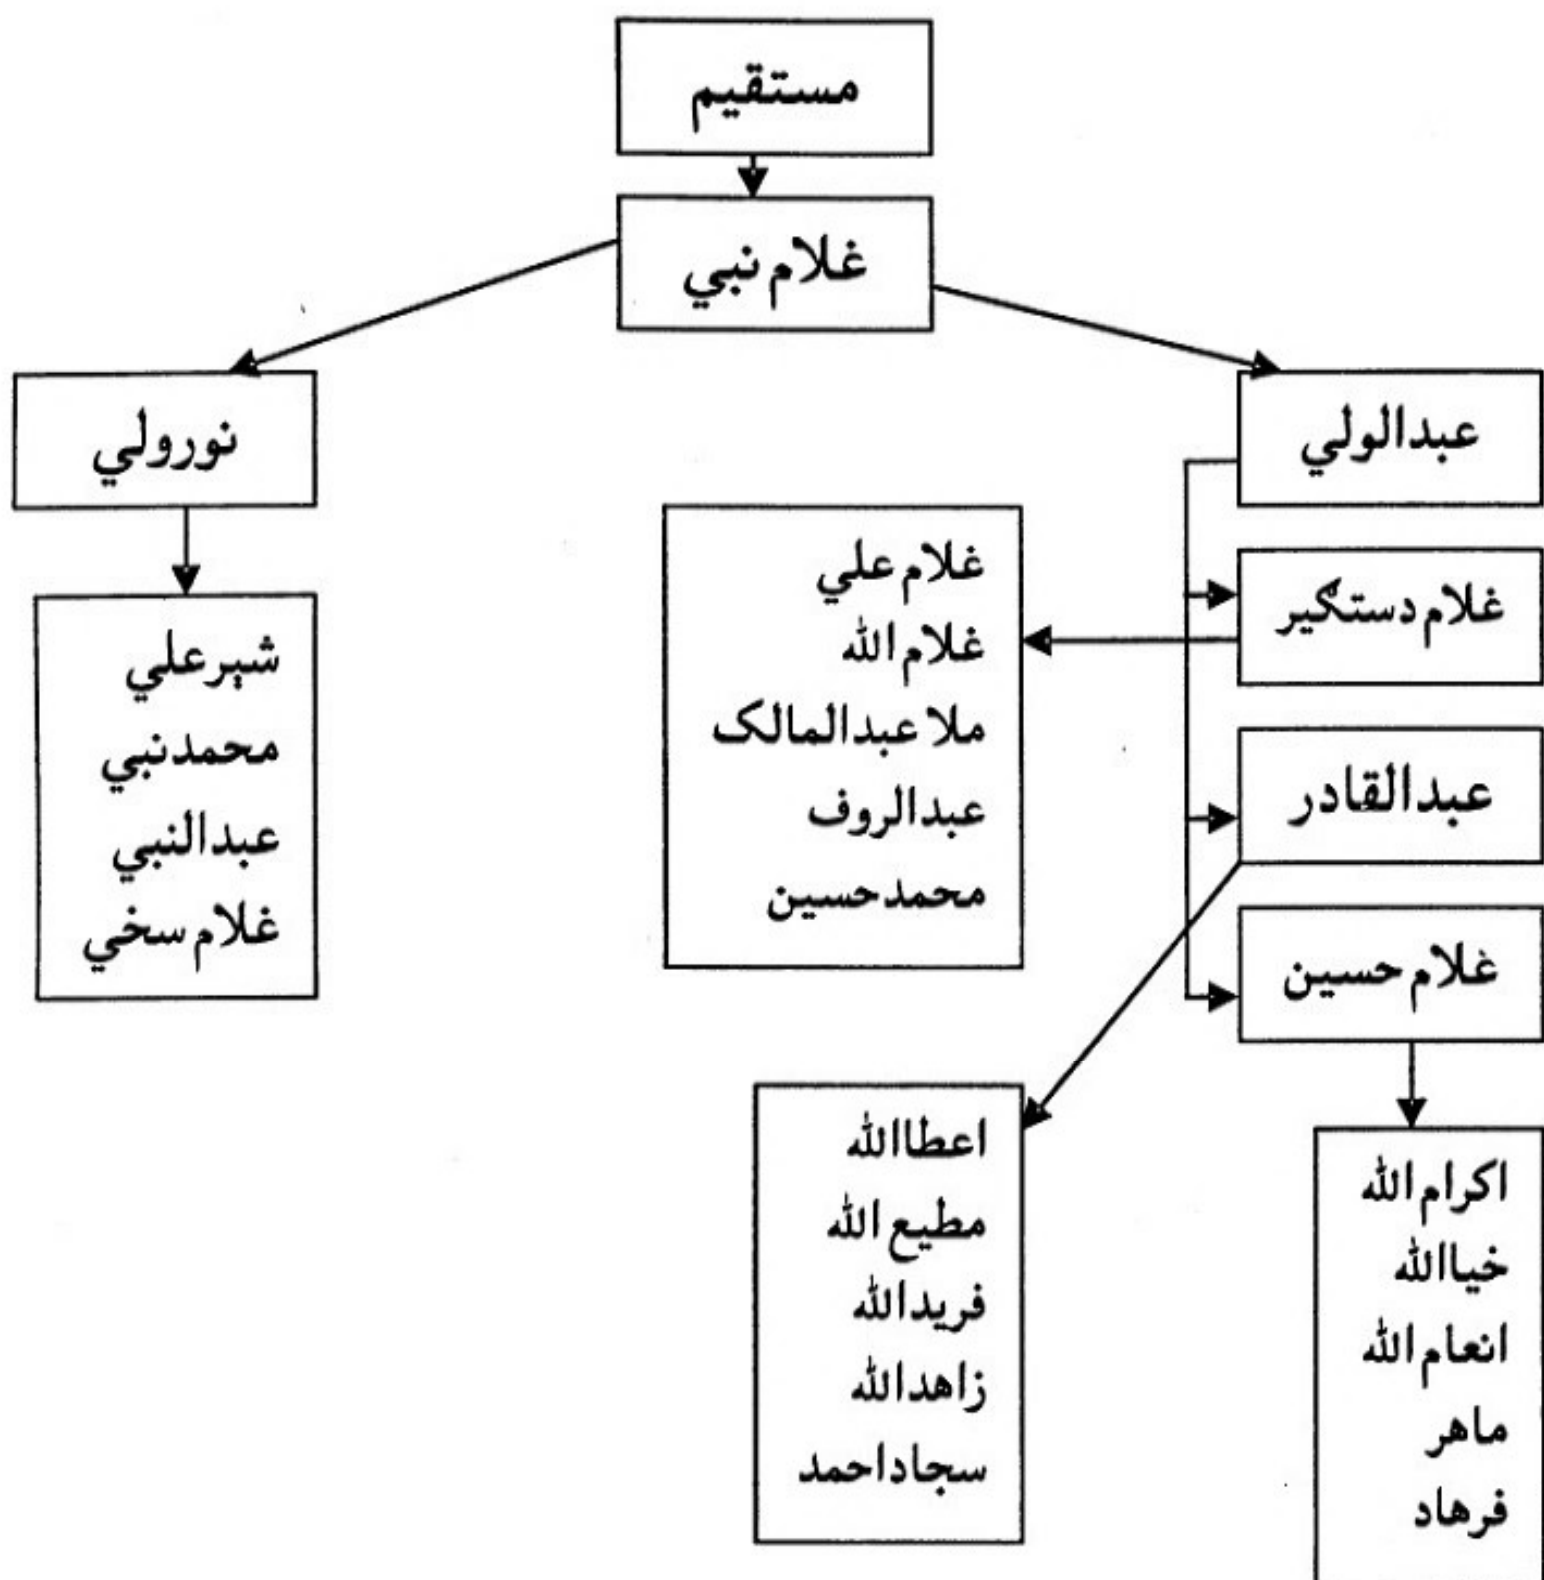 مستقیم
غلام نبي
عبدالولي
نورولي
غلام دستګیر
عبدالقادر
غلام حسین
غلام علي
غلام الله
ملا عبدالمالک
عبدالروف
محمدحسین
شېرعلي
محمدنبي
عبدالنبي
غلام سخي
اعطاالله
مطیع الله
فریدالله
زاهدالله
سجاداحمد
اکرام الله
خیاالله
انعام الله
ماهر
فرهاد